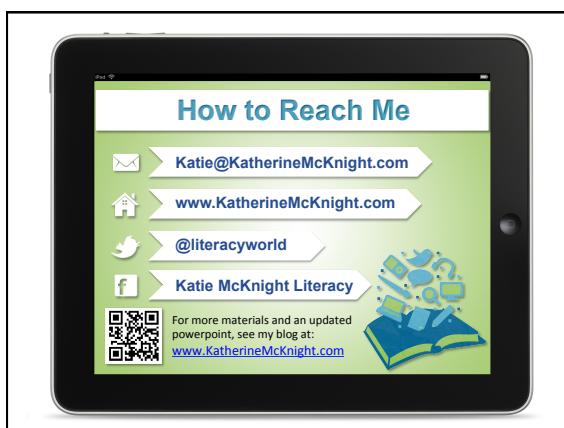 iPad
How to Reach Me
Katie@KatherineMcKnight.com
www.KatherineMcKnight.com
@literacyworld
f Katie McKnight Literacy
For more materials and an updated
powerpoint, see my blog at:
www.KatherineMcKnight.com